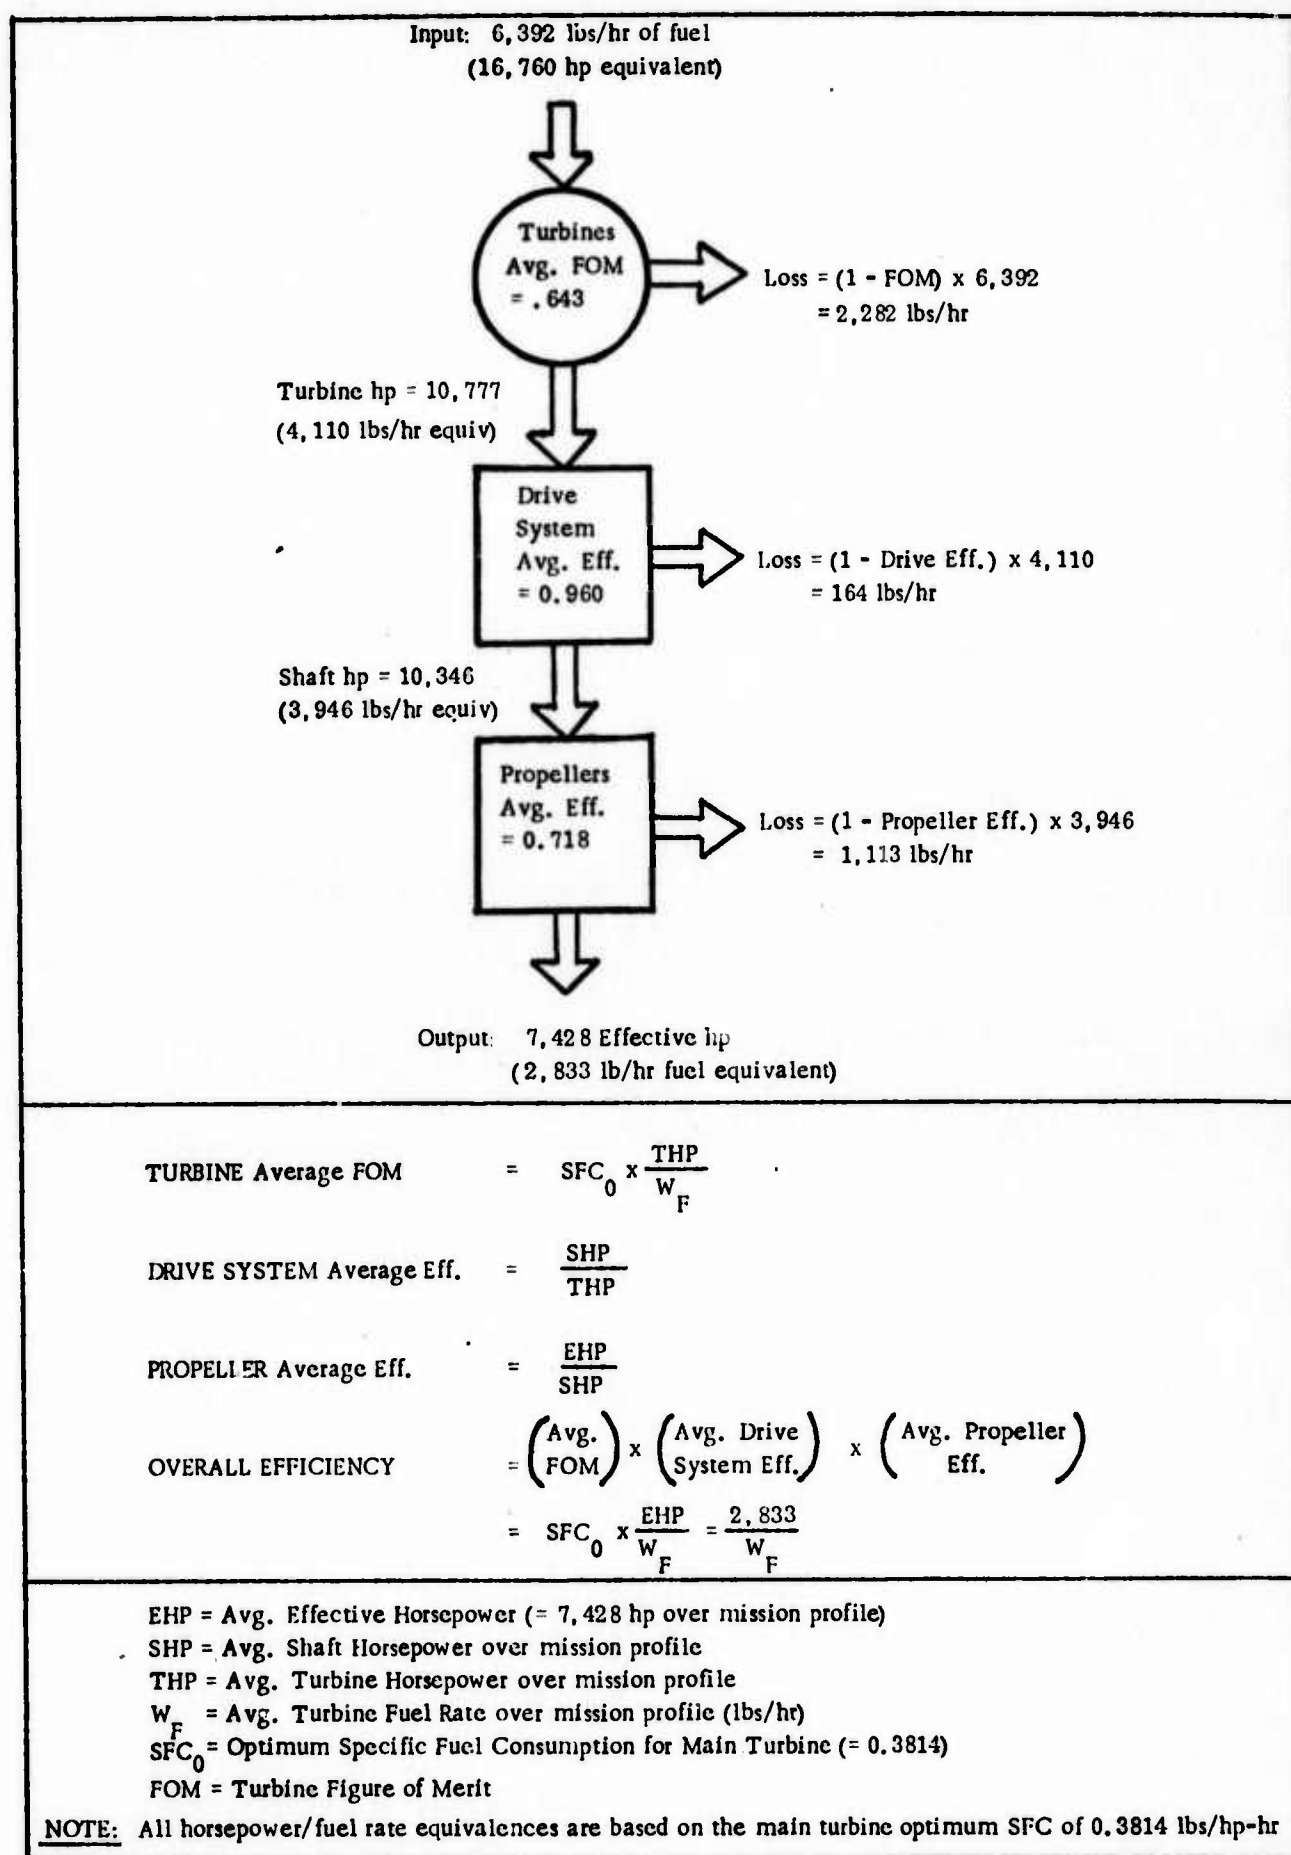 Input: 6,392 lbs/hr of fuel
(16,760 hp equivalent)
Turbines
Avg. FOM
= .643
Loss = (1 - FOM) x 6,392
= 2,282 lbs/hr
Turbine hp = 10,777
(4,110 lbs/hr equiv)
Drive
System
Avg. Eff.
= 0.960
Loss = (1 - Drive Eff.) x 4,110
= 164 lbs/hr
Shaft hp = 10,346
(3,946 lbs/hr equiv)
Propellers
Avg. Eff.
= 0.718
Loss = (1 - Propeller Eff.) x 3,946
= 1,113 lbs/hr
Output: 7,428 Effective hp
(2,833 lb/hr fuel equivalent)
TURBINE Average FOM = SFC_0 x THP / W_F
DRIVE SYSTEM Average Eff. = SHP / THP
PROPELLER Average Eff. = EHP / SHP
OVERALL EFFICIENCY = (Avg. FOM) x (Avg. Drive System Eff.) x (Avg. Propeller Eff.)
= SFC_0 x EHP / W_F = 2,833 / W_F
EHP = Avg. Effective Horsepower (= 7,428 hp over mission profile)
SHP = Avg. Shaft Horsepower over mission profile
THP = Avg. Turbine Horsepower over mission profile
W_F = Avg. Turbine Fuel Rate over mission profile (lbs/hr)
SFC_0 = Optimum Specific Fuel Consumption for Main Turbine (= 0.3814)
FOM = Turbine Figure of Merit
NOTE: All horsepower/fuel rate equivalences are based on the main turbine optimum SFC of 0.3814 lbs/hp-hr